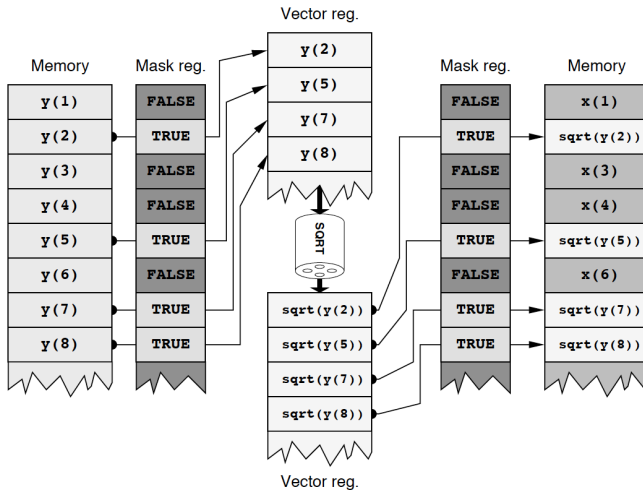 Vector reg.
Memory
Mask reg.
Mask reg.
Memory
y(1)
y(2)
y(3)
y(4)
y(5)
y(6)
y(7)
y(8)
FALSE
TRUE
FALSE
FALSE
TRUE
FALSE
TRUE
TRUE
y(2)
y(5)
y(7)
y(8)
SQRT
sqrt(y(2))
sqrt(y(5))
sqrt(y(7))
sqrt(y(8))
Vector reg.
FALSE
TRUE
FALSE
FALSE
TRUE
FALSE
TRUE
TRUE
x(1)
sqrt(y(2))
x(3)
x(4)
sqrt(y(5))
x(6)
sqrt(y(7))
sqrt(y(8))